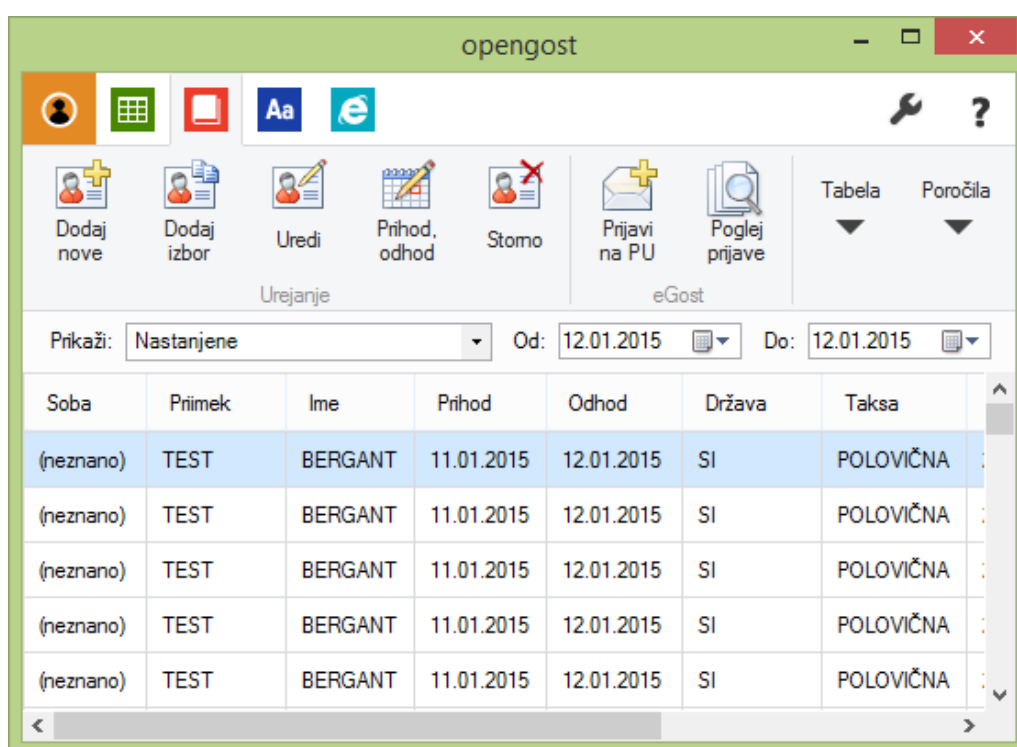 opengost
Aa
?
Dodaj nove
Dodaj izbor
Uredi
Prihod, odhod
Storno
Prijavi na PU
Poglej prijave
Tabela
Poročila
Urejanje
eGost
Prikaži: Nastanjene Od: 12.01.2015 Do: 12.01.2015
Soba Priimek Ime Prihod Odhod Država Taksa
(neznano) TEST BERGANT 11.01.2015 12.01.2015 SI POLOVIČNA
(neznano) TEST BERGANT 11.01.2015 12.01.2015 SI POLOVIČNA
(neznano) TEST BERGANT 11.01.2015 12.01.2015 SI POLOVIČNA
(neznano) TEST BERGANT 11.01.2015 12.01.2015 SI POLOVIČNA
(neznano) TEST BERGANT 11.01.2015 12.01.2015 SI POLOVIČNA